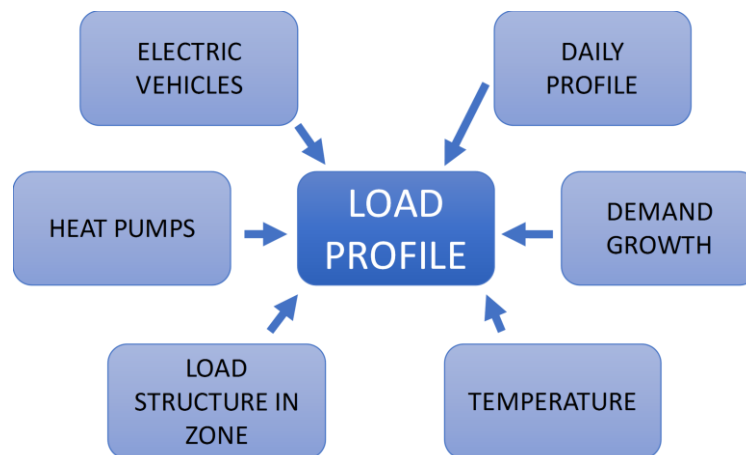 ELECTRIC
VEHICLES
DAILY
PROFILE
HEAT PUMPS
LOAD
PROFILE
DEMAND
GROWTH
LOAD
STRUCTURE IN
ZONE
TEMPERATURE